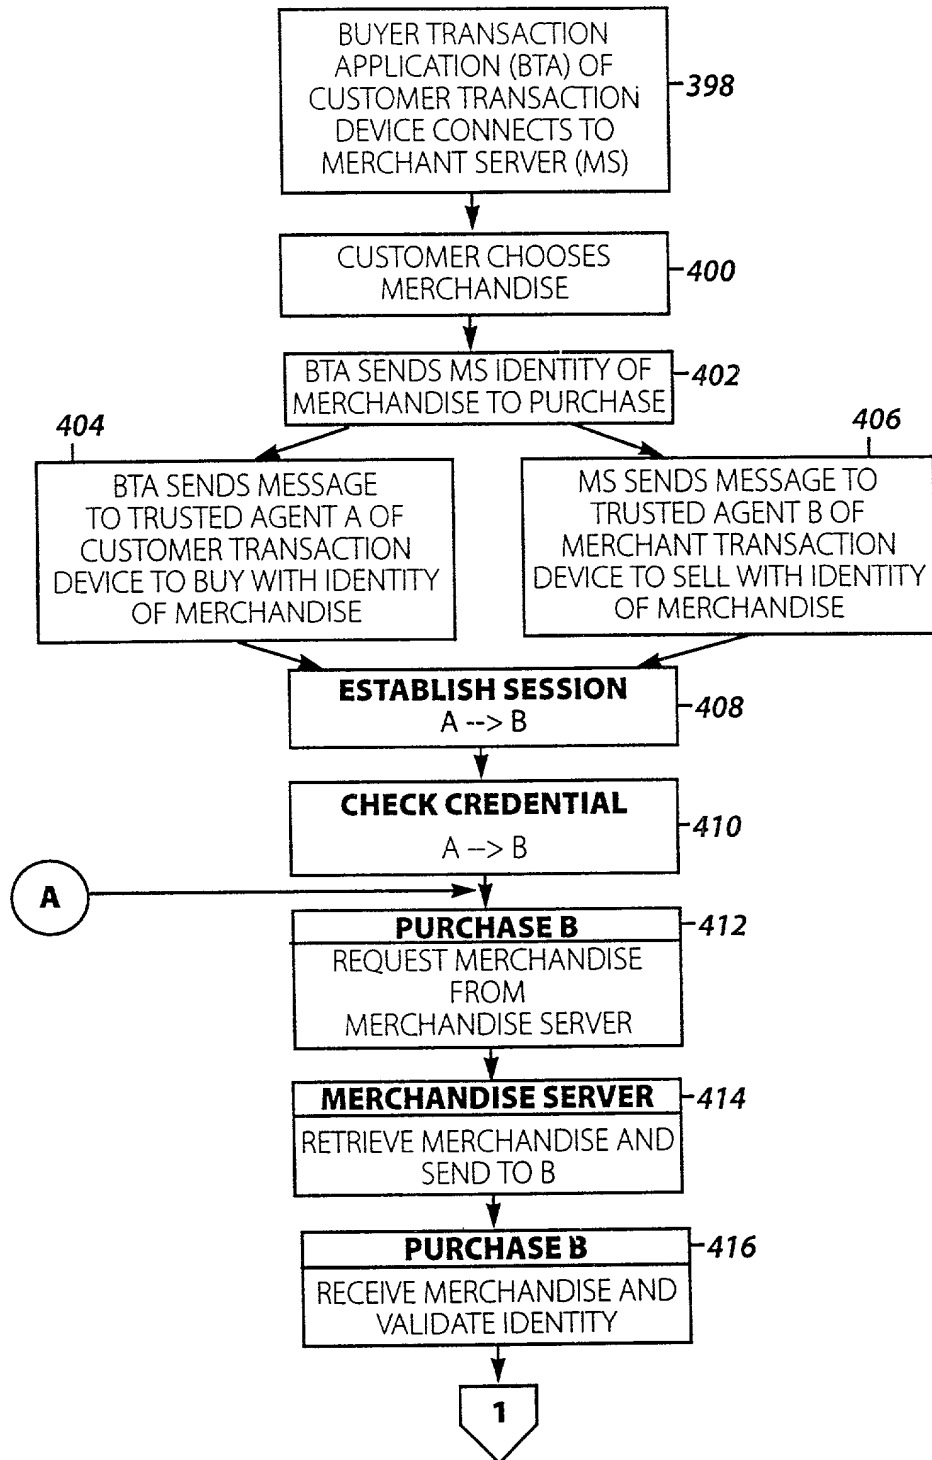 BUYER TRANSACTION
APPLICATION (BTA) OF
CUSTOMER TRANSACTION
DEVICE CONNECTS TO
MERCHANT SERVER (MS)
398
CUSTOMER CHOOSES
MERCHANDISE
400
BTA SENDS MS IDENTITY OF
MERCHANDISE TO PURCHASE
402
404
BTA SENDS MESSAGE
TO TRUSTED AGENT A OF
CUSTOMER TRANSACTION
DEVICE TO BUY WITH IDENTITY
OF MERCHANDISE
406
MS SENDS MESSAGE TO
TRUSTED AGENT B OF
MERCHANT TRANSACTION
DEVICE TO SELL WITH IDENTITY
OF MERCHANDISE
ESTABLISH SESSION
A --> B
408
CHECK CREDENTIAL
A --> B
410
A
PURCHASE B
412
REQUEST MERCHANDISE
FROM
MERCHANDISE SERVER
MERCHANDISE SERVER
414
RETRIEVE MERCHANDISE AND
SEND TO B
PURCHASE B
416
RECEIVE MERCHANDISE AND
VALIDATE IDENTITY
1